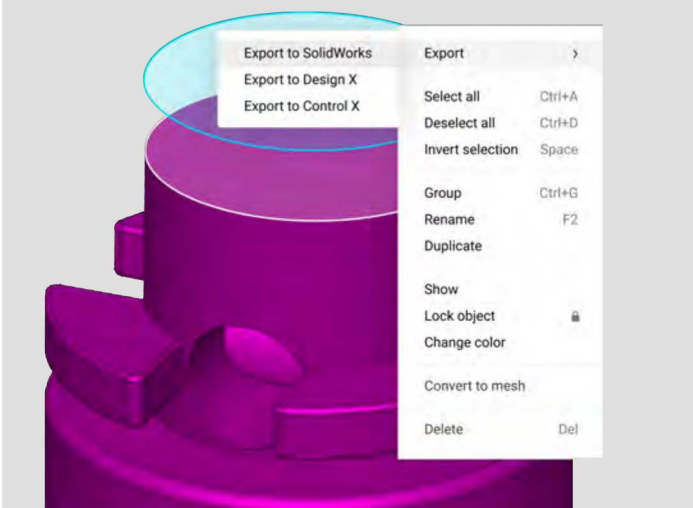 Export to SolidWorks
Export to Design X
Export to Control X
Export >
Select all Ctrl+A
Deselect all Ctrl+D
Invert selection Space
Group Ctrl+G
Rename F2
Duplicate
Show
Lock object
Change color
Convert to mesh
Delete Del